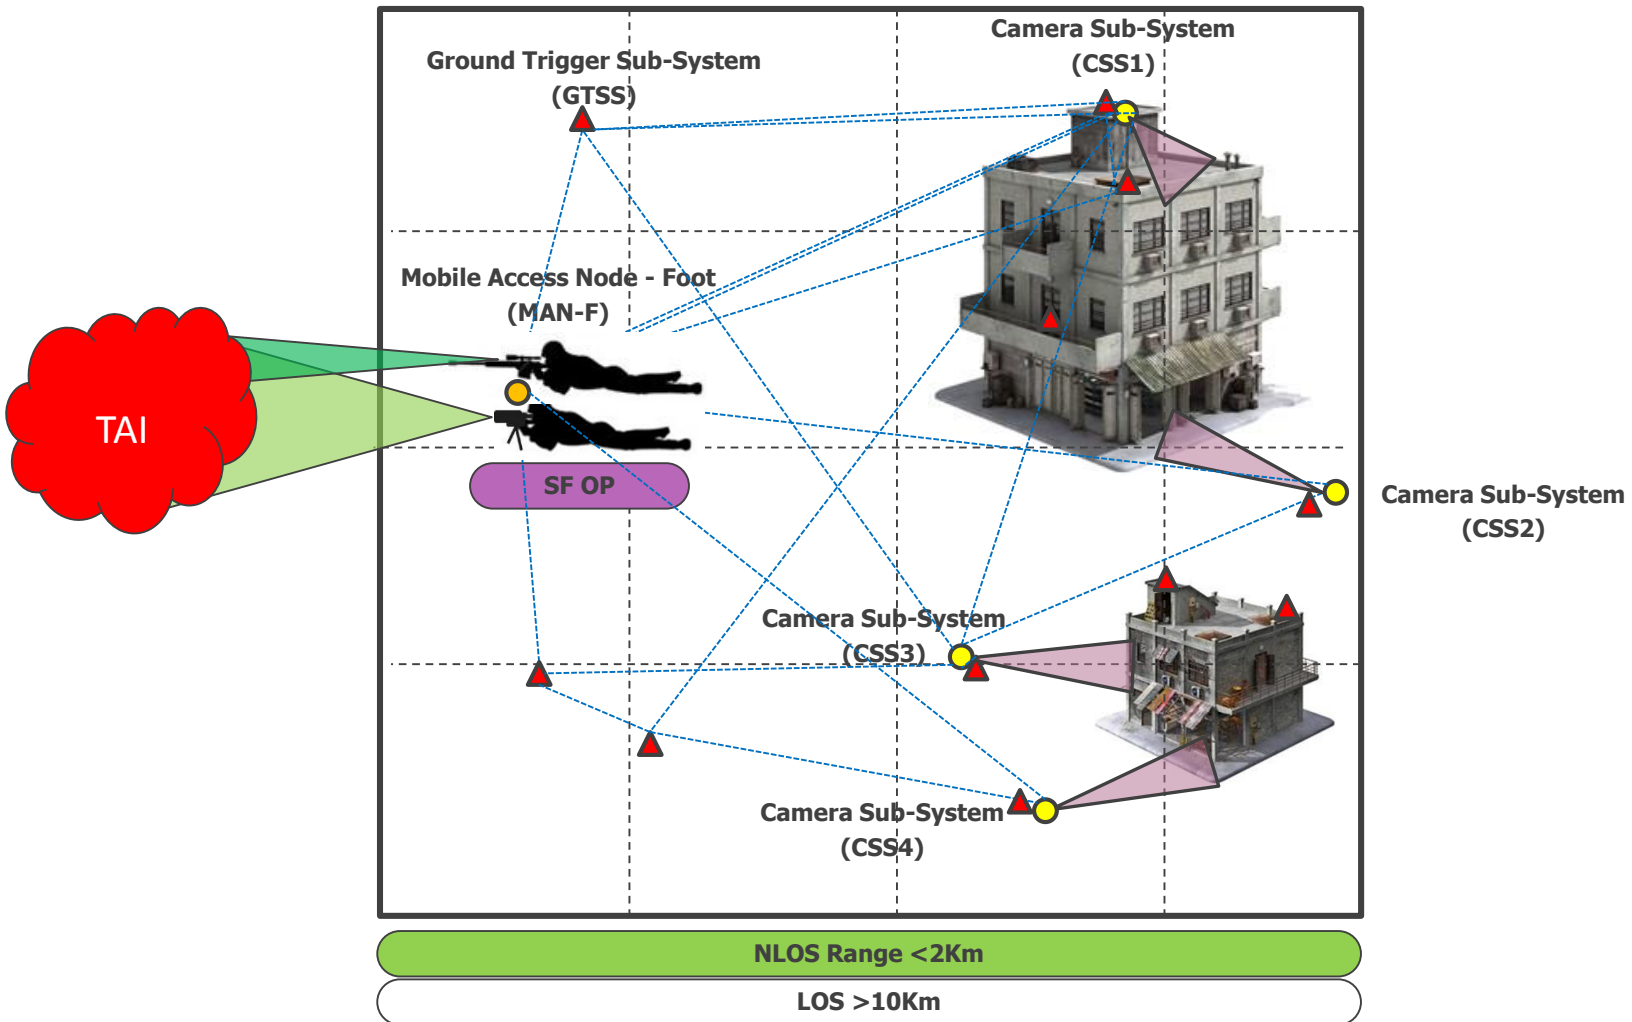 Camera Sub-System
(CSS1)
Ground Trigger Sub-System
(GTSS)
Mobile Access Node - Foot
(MAN-F)
TAI
SF OP
Camera Sub-System
(CSS2)
Camera Sub-System
(CSS3)
Camera Sub-System
(CSS4)
NLOS Range <2Km
LOS >10Km